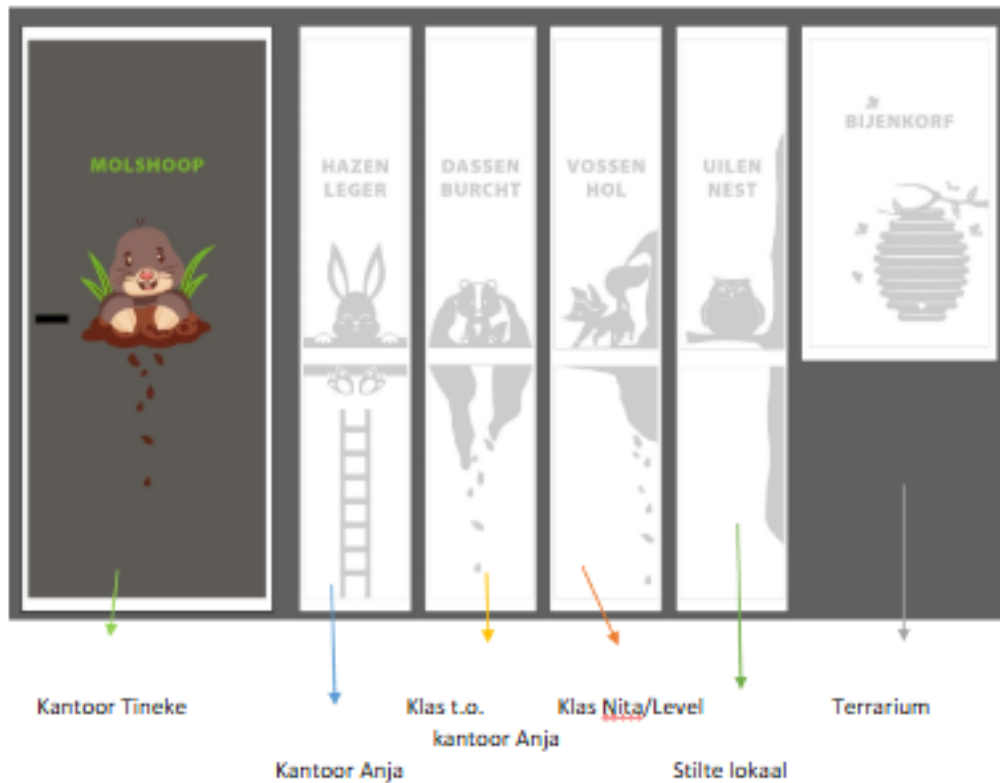 MOLSHOOP
HAZEN
LEGER
DASSEN
BURCHT
VOSSEN
HOL
UILEN
NEST
BIJENKORF
Kantoor Tineke
Kantoor Anja
Klas t.o.
kantoor Anja
Klas Nita/Level
Stilte lokaal
Terrarium